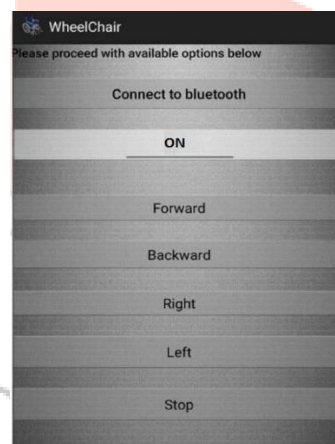 WheelChair
Please proceed with available options below
Connect to bluetooth
ON
Forward
Backward
Right
Left
Stop